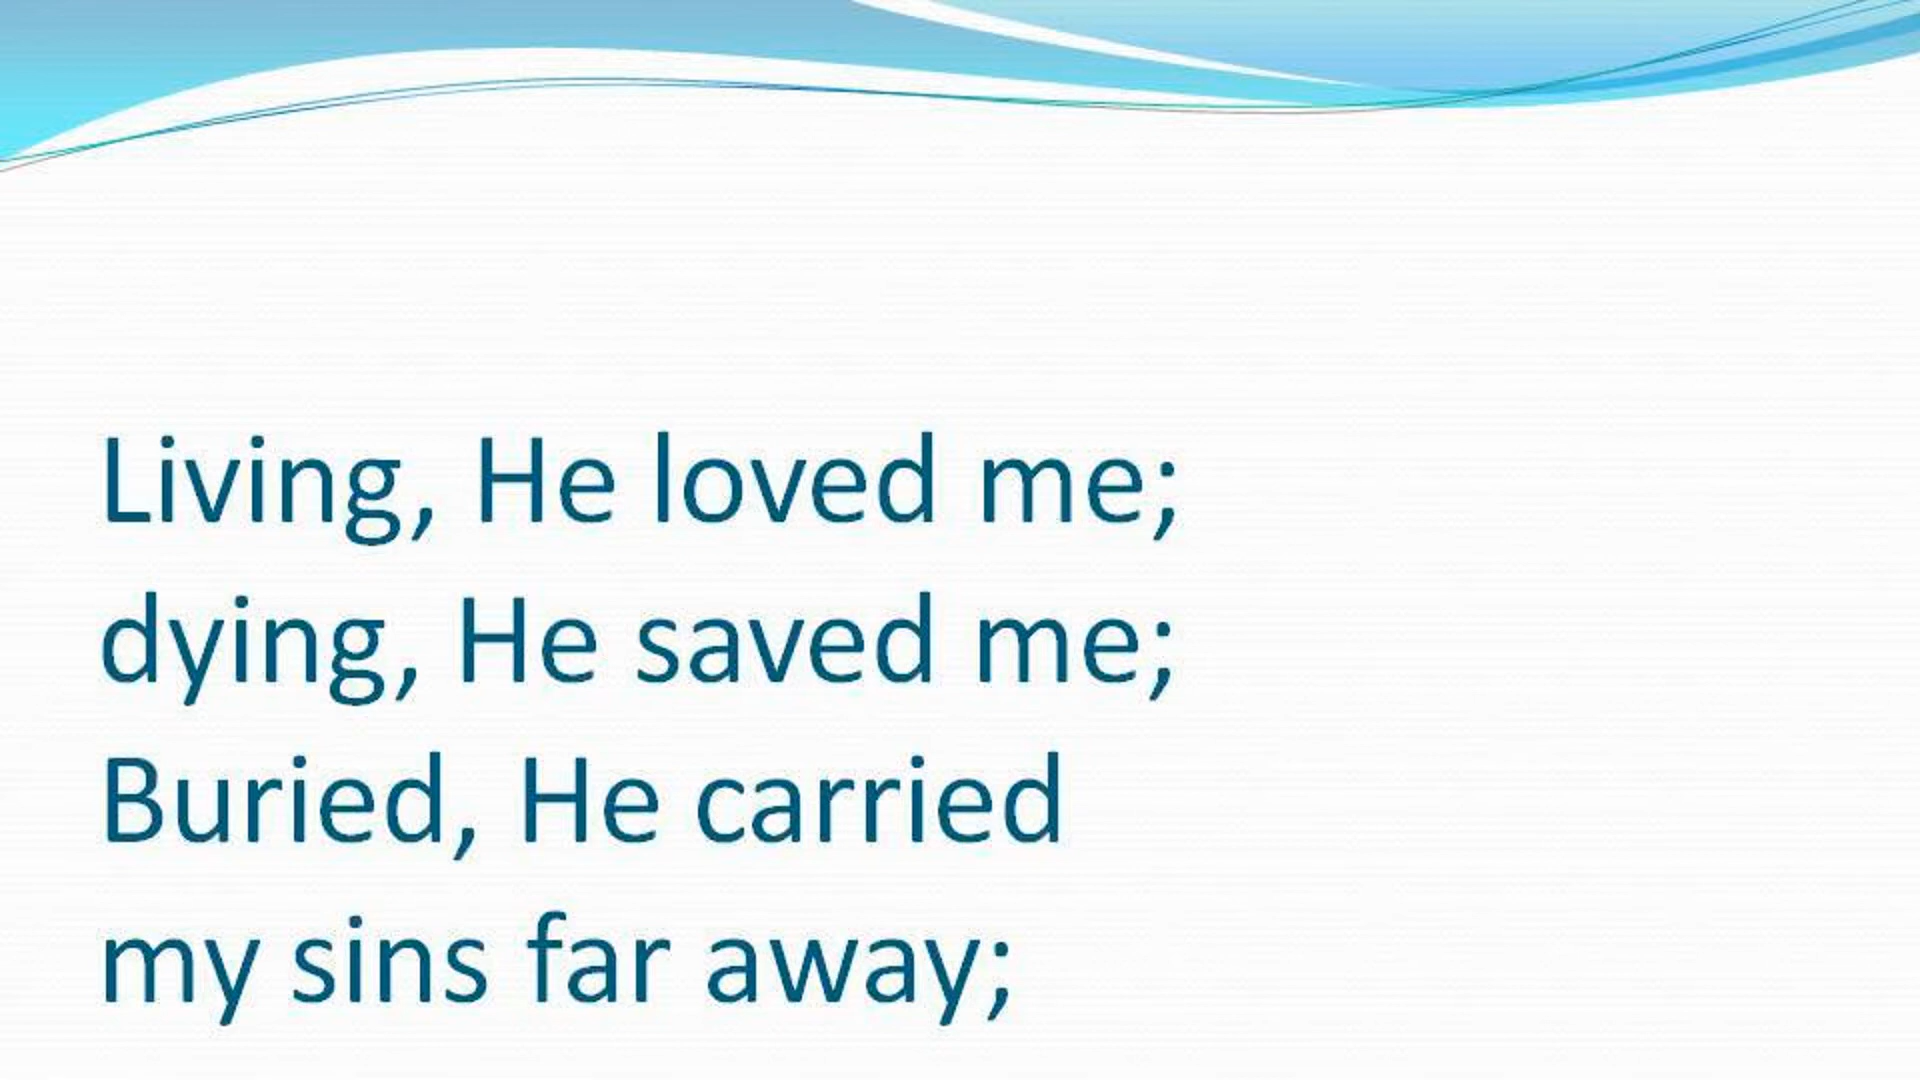 Living, He loved me;
dying, He saved me;
Buried, He carried
my sins far away;